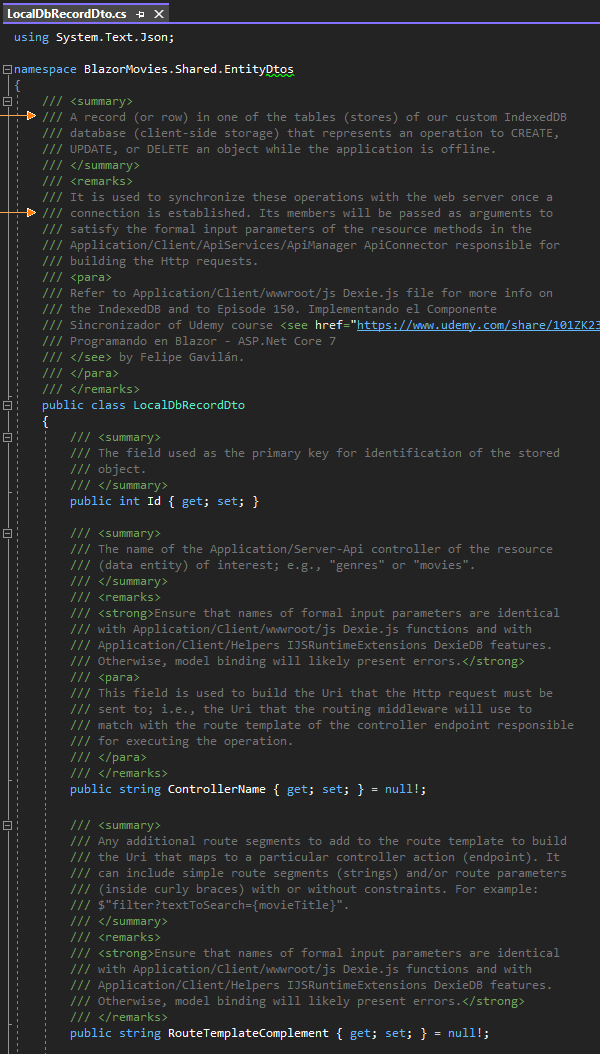 LocalDbRecordDto.cs
using System.Text.Json;
namespace BlazorMovies.Shared.EntityDtos
{
/// <summary>
/// A record (or row) in one of the tables (stores) of our custom IndexedDB
/// database (client-side storage) that represents an operation to CREATE,
/// UPDATE, or DELETE an object while the application is offline.
/// </summary>
/// <remarks>
/// It is used to synchronize these operations with the web server once a
/// connection is established. Its members will be passed as arguments to
/// satisfy the formal input parameters of the resource methods in the
/// Application/Client/ApiServices/ApiManager ApiConnector responsible for
/// building the Http requests.
/// <para>
/// Refer to Application/Client/wwwroot/js Dexie.js file for more info on
/// the IndexedDB and to Episode 150. Implementando el Componente
/// Sincronizador of Udemy course <see href="https://www.udemy.com/share/101ZK23
/// Programando en Blazor - ASP.Net Core 7
/// </see> by Felipe Gavilán.
/// </para>
/// </remarks>
public class LocalDbRecordDto
{
/// <summary>
/// The field used as the primary key for identification of the stored
/// object.
/// </summary>
public int Id { get; set; }
/// <summary>
/// The name of the Application/Server-Api controller of the resource
/// (data entity) of interest; e.g., "genres" or "movies".
/// </summary>
/// <remarks>
/// <strong>Ensure that names of formal input parameters are identical
/// with Application/Client/wwwroot/js Dexie.js functions and with
/// Application/Client/Helpers IJSRuntimeExtensions DexieDB features.
/// Otherwise, model binding will likely present errors.</strong>
/// <para>
/// This field is used to build the Uri that the Http request must be
/// sent to; i.e., the Uri that the routing middleware will use to
/// match with the route template of the controller endpoint responsible
/// for executing the operation.
/// </para>
/// </remarks>
public string ControllerName { get; set; } = null!;
/// <summary>
/// Any additional route segments to add to the route template to build
/// the Uri that maps to a particular controller action (endpoint). It
/// can include simple route segments (strings) and/or route parameters
/// (inside curly braces) with or without constraints. For example:
/// $"filter?textToSearch={movieTitle}".
/// </summary>
/// <remarks>
/// <strong>Ensure that names of formal input parameters are identical
/// with Application/Client/wwwroot/js Dexie.js functions and with
/// Application/Client/Helpers IJSRuntimeExtensions DexieDB features.
/// Otherwise, model binding will likely present errors.</strong>
/// </remarks>
public string RouteTemplateComplement { get; set; } = null!;